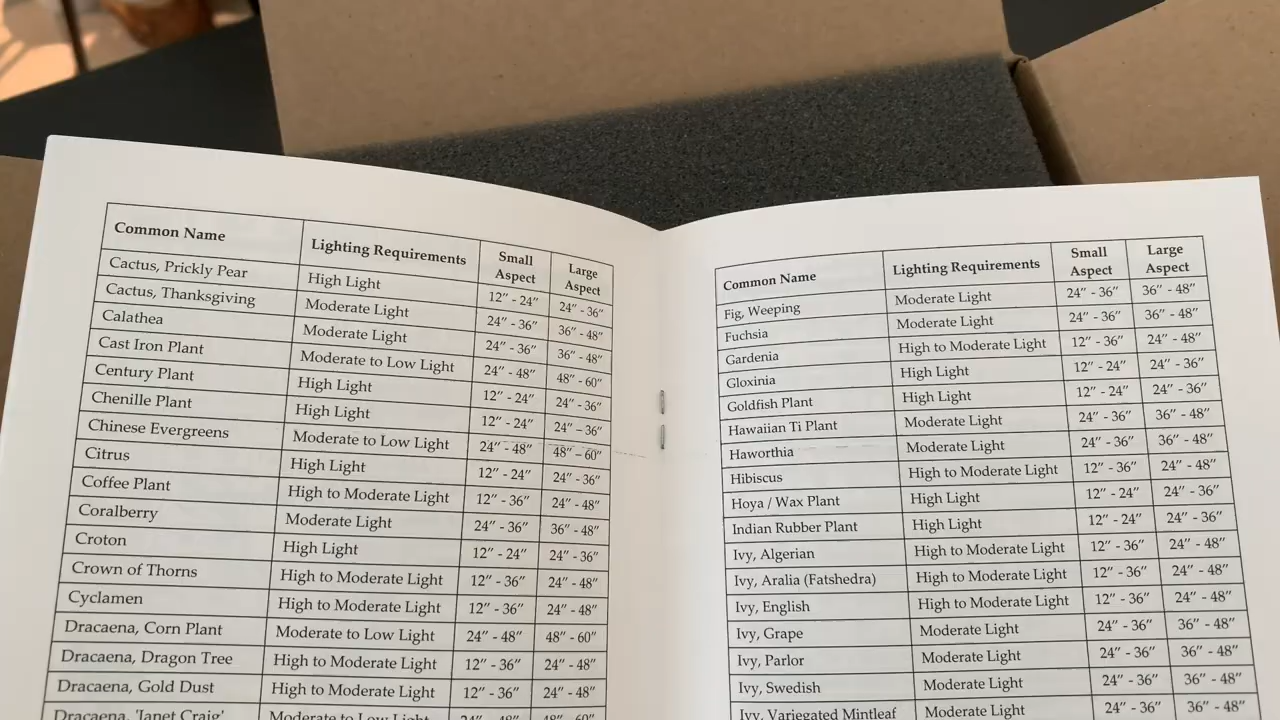 Common Name Lighting Requirements Small Aspect Large Aspect
Cactus, Prickly Pear High Light 12" - 24" 24" - 36"
Cactus, Thanksgiving Moderate Light 24" - 36" 36" - 48"
Calathea Moderate Light 24" - 36" 36" - 48"
Cast Iron Plant Moderate to Low Light 24" - 48" 48" - 60"
Century Plant High Light 12" - 24" 24" - 36"
Chenille Plant High Light 12" - 24" 24" - 36"
Chinese Evergreens Moderate to Low Light 24" - 48" 48" – 60"
Citrus High Light 12" - 24" 24" - 36"
Coffee Plant High to Moderate Light 12" - 36" 24" - 48"
Coralberry Moderate Light 24" - 36" 36" - 48"
Croton High Light 12" - 24" 24" - 36"
Crown of Thorns High to Moderate Light 12" - 36" 24" - 48"
Cyclamen High to Moderate Light 12" - 36" 24" - 48"
Dracaena, Corn Plant Moderate to Low Light 24" - 48" 48" - 60"
Dracaena, Dragon Tree High to Moderate Light 12" - 36" 24" - 48"
Dracaena, Gold Dust High to Moderate Light 12" - 36" 24" - 48"
Dracaena, 'Janet Craig' Moderate to Low Light 24" - 48" 48" - 60"
Common Name Lighting Requirements Small Aspect Large Aspect
Fig, Weeping Moderate Light 24" - 36" 36" - 48"
Fuchsia Moderate Light 24" - 36" 36" - 48"
Gardenia High to Moderate Light 12" - 36" 24" - 48"
Gloxinia High Light 12" - 24" 24" - 36"
Goldfish Plant High Light 12" - 24" 24" - 36"
Hawaiian Ti Plant Moderate Light 24" - 36" 36" - 48"
Haworthia Moderate Light 24" - 36" 36" - 48"
Hibiscus High to Moderate Light 12" - 36" 24" - 48"
Hoya / Wax Plant High Light 12" - 24" 24" - 36"
Indian Rubber Plant High Light 12" - 24" 24" - 36"
Ivy, Algerian High to Moderate Light 12" - 36" 24" - 48"
Ivy, Aralia (Fatshedra) High to Moderate Light 12" - 36" 24" - 48"
Ivy, English High to Moderate Light 12" - 36" 24" - 48"
Ivy, Grape Moderate Light 24" - 36" 36" - 48"
Ivy, Parlor Moderate Light 24" - 36" 36" - 48"
Ivy, Swedish Moderate Light 24" - 36" 36" - 48"
Ivy, Variegated Mintleaf Moderate Light 24" - 36" 36" - 48"